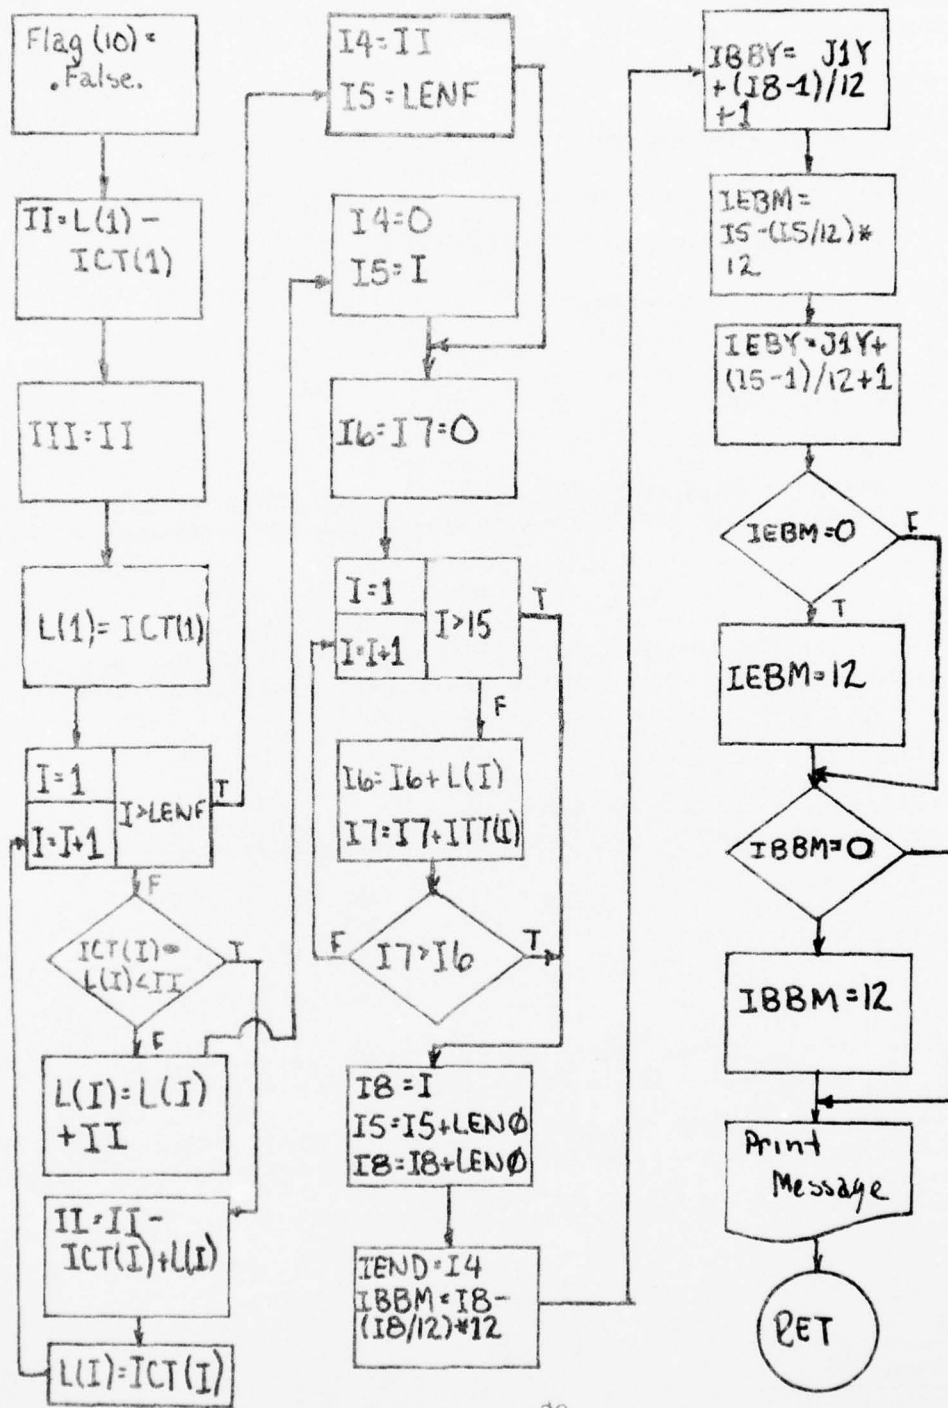 Flag (10) =
.False.
II = L(1) -
ICT(1)
III = II
L(1) = ICT(1)
I=1
I=I+1
I>LENF
T
F
ICT(I)-
L(I)<II
T
F
L(I)=L(I)
+II
II=II-
ICT(I)+L(I)
L(I)=ICT(I)
I4=II
I5=LENF
I4=0
I5=I
I6=I7=0
I=1
I=I+1
I>I5
T
F
I6=I6+L(I)
I7=I7+ITT(I)
F
I7>I6
T
I8=I
I5=I5+LENØ
I8=I8+LENØ
IEND=I4
IBBM=I8-
(I8/12)*12
IBBY= J1Y
+(I8-1)/12
+1
IEBM=
I5-(I5/12)*
12
IEBY=J1Y+
(I5-1)/12+1
IEBM=0
F
T
IEBM=12
IBBM=0
IBBM=12
Print
Message
RET